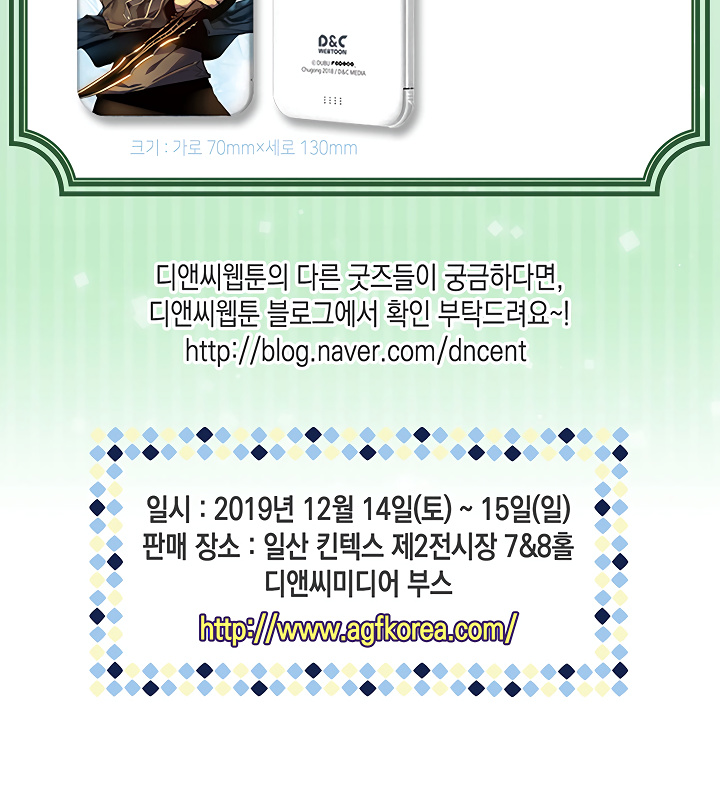 D&C
WEBTOON
© DUBU
Chugong 2018 / D&C MEDIA
크기 : 가로 70mm×세로 130mm
디앤씨웹툰의 다른 굿즈들이 궁금하다면,
디앤씨웹툰 블로그에서 확인 부탁드려요~!
http://blog.naver.com/dncent
일시 : 2019년 12월 14일(토) ~ 15일(일)
판매 장소 : 일산 킨텍스 제2전시장 7&8홀
디앤씨미디어 부스
http://www.agfkorea.com/